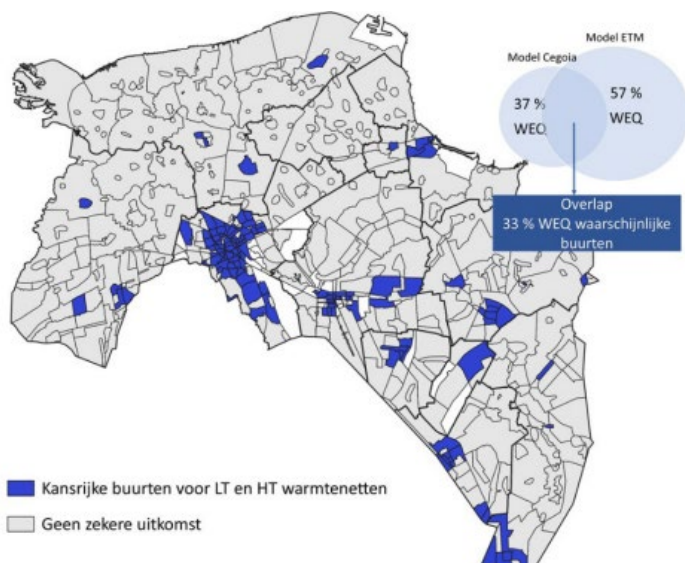 Model ETM
Model Cegoia
37 %
WEQ
57 %
WEQ
Overlap
33 % WEQ waarschijnlijke
buurten
Kansrijke buurten voor LT en HT warmtenetten
Geen zekere uitkomst